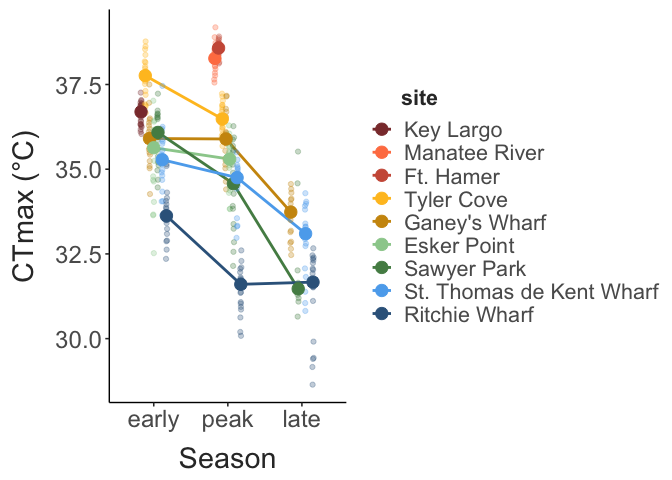 CTmax (°C)
37.5
35.0
32.5
30.0
early peak late
Season
site
Key Largo
Manatee River
Ft. Hamer
Tyler Cove
Ganey's Wharf
Esker Point
Sawyer Park
St. Thomas de Kent Wharf
Ritchie Wharf